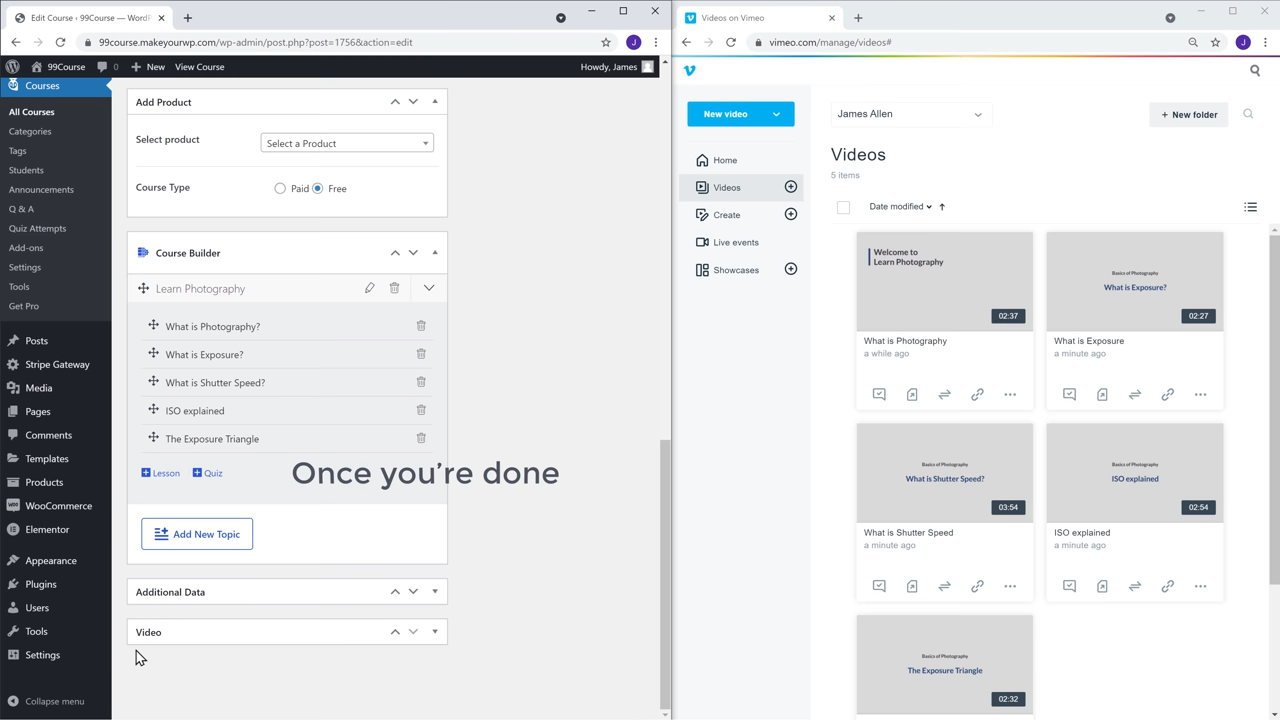 Edit Course ‹ 99Course — WordP
99course.makeyourwp.com/wp-admin/post.php?post=1756&action=edit
J
99Course
0
New
View Course
Howdy, James
Courses
All Courses
Categories
Tags
Students
Announcements
Q & A
Quiz Attempts
Add-ons
Settings
Tools
Get Pro
Posts
Stripe Gateway
Media
Pages
Comments
Templates
Products
WooCommerce
Elementor
Appearance
Plugins
Users
Tools
Settings
Collapse menu
Add Product
Select product
Select a Product
Course Type
Paid
Free
Course Builder
Learn Photography
What is Photography?
What is Exposure?
What is Shutter Speed?
ISO explained
The Exposure Triangle
Lesson
Quiz
Once you're done
Add New Topic
Additional Data
Video
Videos on Vimeo
vimeo.com/manage/videos#
J
New video
Home
Videos
Create
Live events
Showcases
James Allen
+ New folder
Videos
5 items
Date modified
Welcome to
Learn Photography
02:37
What is Photography
a while ago
Basics of Photography
What is Exposure?
02:27
What is Exposure
a minute ago
Basics of Photography
What is Shutter Speed?
03:54
What is Shutter Speed
a minute ago
Basics of Photography
ISO explained
02:54
ISO explained
a minute ago
Basics of Photography
The Exposure Triangle
02:32